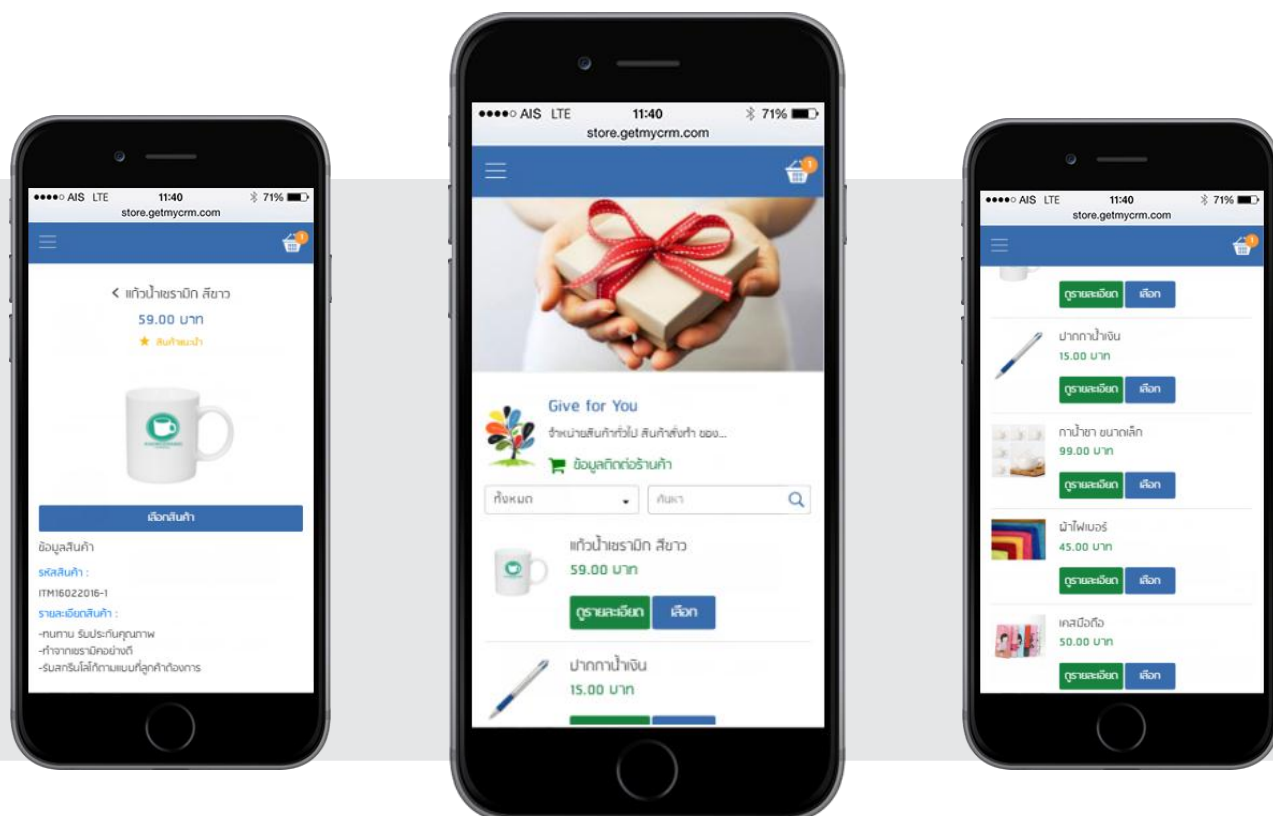 AIS LTE 11:40 71%
store.getmycrm.com
1
แก้วน้ำเซรามิก สีขาว
59.00 บาท
สินค้าแนะนำ
เลือกสินค้า
ข้อมูลสินค้า
รหัสสินค้า :
ITM16022016-1
รายละเอียดสินค้า :
-ทนทาน รับประกันคุณภาพ
-ทำจากเซรามิคอย่างดี
-รับสกรีนโลโก้ตามแบบที่ลูกค้าต้องการ
AIS LTE 11:40 71%
store.getmycrm.com
1
Give for You
จำหน่ายสินค้าทั่วไป สินค้าสั่งทำ ของ...
ข้อมูลติดต่อร้านค้า
ทั้งหมด ค้นหา
แก้วน้ำเซรามิก สีขาว
59.00 บาท
ดูรายละเอียด เลือก
ปากกาน้ำเงิน
15.00 บาท
AIS LTE 11:40 71%
store.getmycrm.com
1
ดูรายละเอียด เลือก
ปากกาน้ำเงิน
15.00 บาท
ดูรายละเอียด เลือก
กาน้ำชา ขนาดเล็ก
99.00 บาท
ดูรายละเอียด เลือก
ผ้าไฟเบอร์
45.00 บาท
ดูรายละเอียด เลือก
เคสมือถือ
50.00 บาท
ดูรายละเอียด เลือก